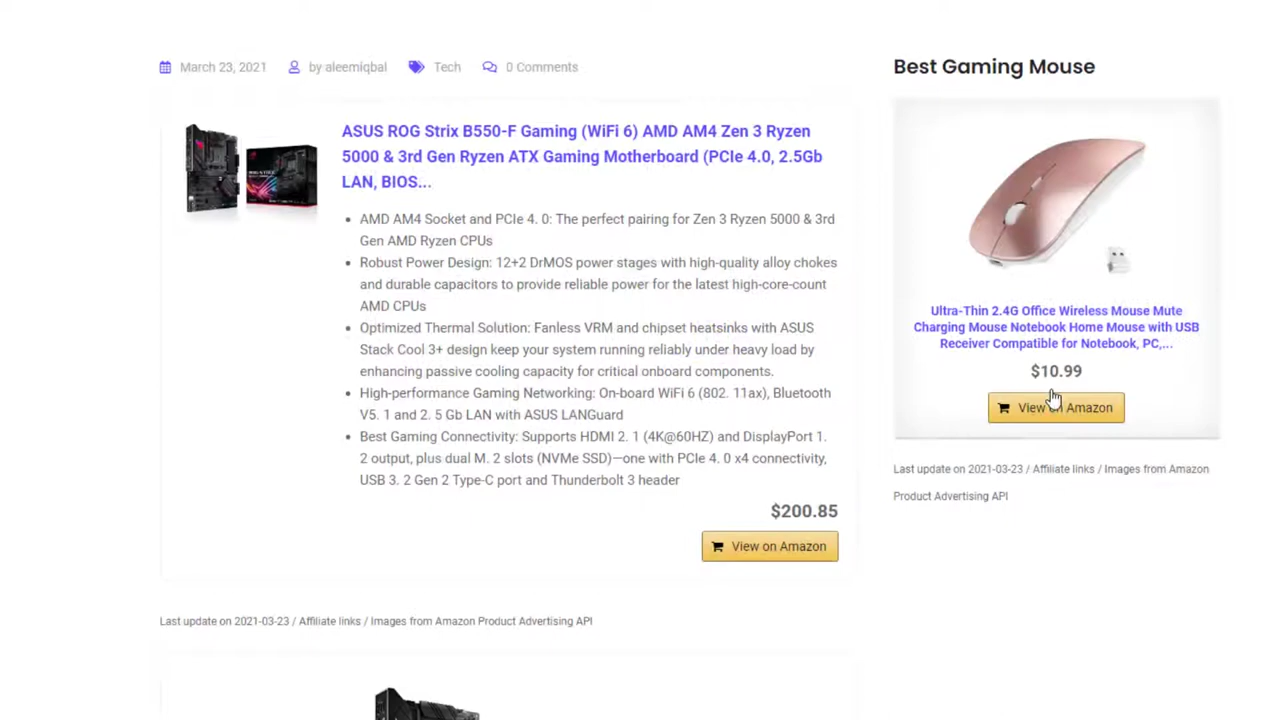 March 23, 2021 by aleemiqbal Tech 0 Comments
ASUS ROG Strix B550-F Gaming (WiFi 6) AMD AM4 Zen 3 Ryzen
5000 & 3rd Gen Ryzen ATX Gaming Motherboard (PCIe 4.0, 2.5Gb
LAN, BIOS...
AMD AM4 Socket and PCIe 4. 0: The perfect pairing for Zen 3 Ryzen 5000 & 3rd
Gen AMD Ryzen CPUs
Robust Power Design: 12+2 DrMOS power stages with high-quality alloy chokes
and durable capacitors to provide reliable power for the latest high-core-count
AMD CPUs
Optimized Thermal Solution: Fanless VRM and chipset heatsinks with ASUS
Stack Cool 3+ design keep your system running reliably under heavy load by
enhancing passive cooling capacity for critical onboard components.
High-performance Gaming Networking: On-board WiFi 6 (802. 11ax), Bluetooth
V5. 1 and 2. 5 Gb LAN with ASUS LANGuard
Best Gaming Connectivity: Supports HDMI 2. 1 (4K@60HZ) and DisplayPort 1.
2 output, plus dual M. 2 slots (NVMe SSD)—one with PCIe 4. 0 x4 connectivity,
USB 3. 2 Gen 2 Type-C port and Thunderbolt 3 header
$200.85
View on Amazon
Last update on 2021-03-23 / Affiliate links / Images from Amazon Product Advertising API
Best Gaming Mouse
Ultra-Thin 2.4G Office Wireless Mouse Mute
Charging Mouse Notebook Home Mouse with USB
Receiver Compatible for Notebook, PC,...
$10.99
View on Amazon
Last update on 2021-03-23 / Affiliate links / Images from Amazon
Product Advertising API